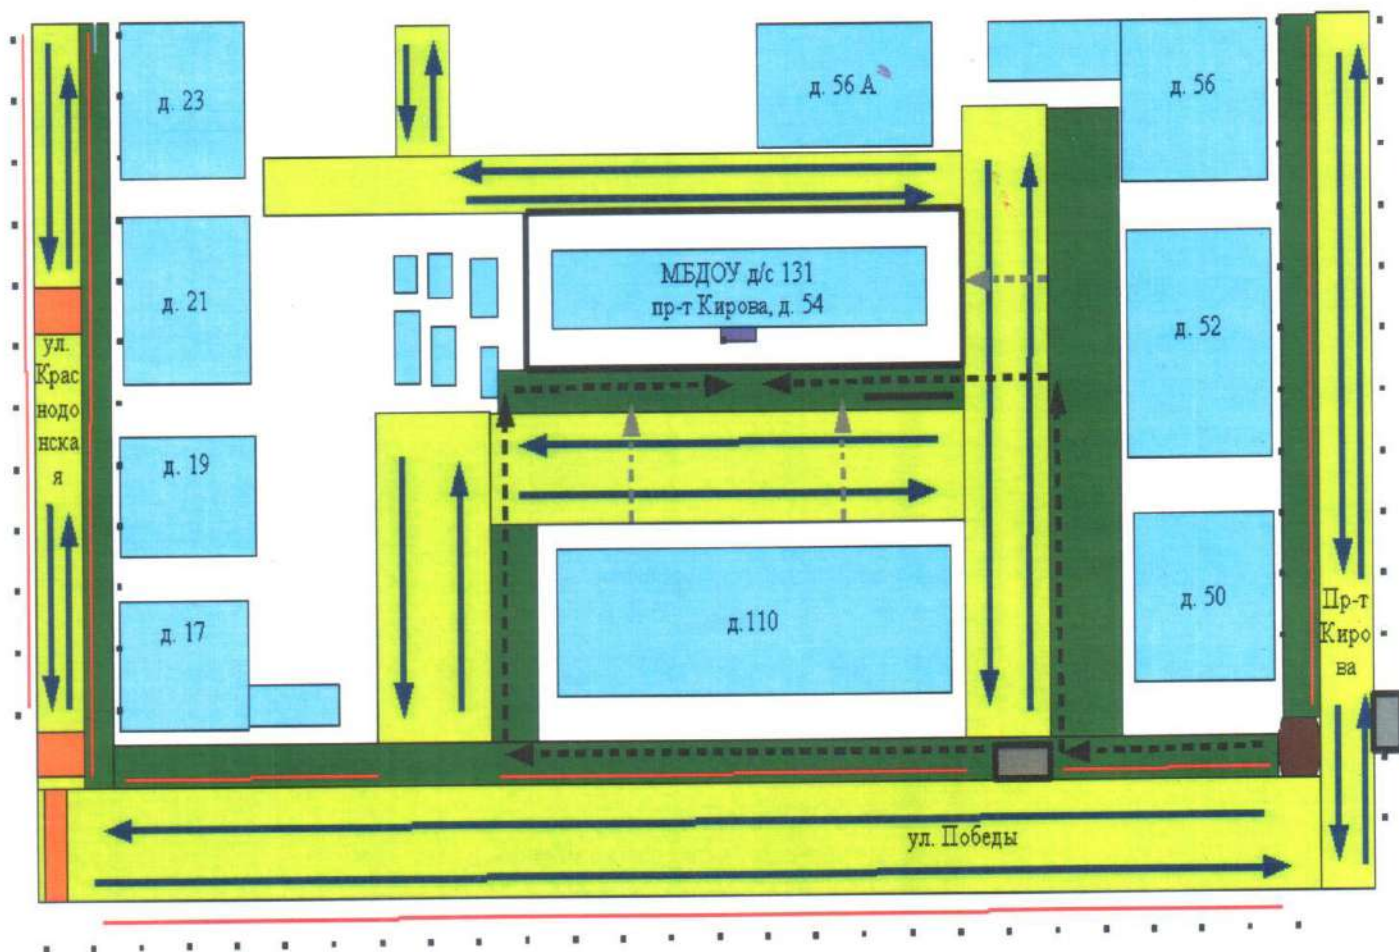 д. 23
д. 56 А
д. 56
д. 21
МБДОУ д/с 131
пр-т Кирова, д. 54
д. 52
ул.
Крас
нодо
нска
я
д. 19
д. 17
д.110
д. 50
Пр-т
Киро
ва
ул. Победы